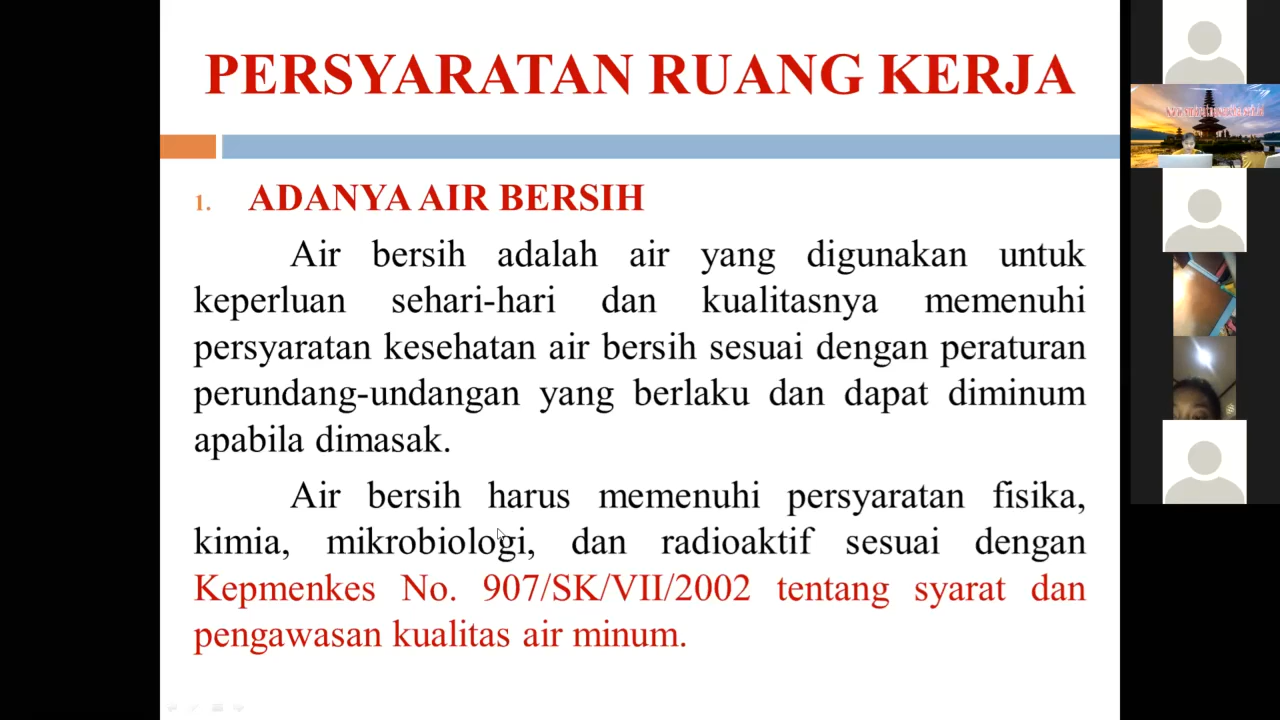 PERSYARATAN RUANG KERJA
1. ADANYA AIR BERSIH
Air bersih adalah air yang digunakan untuk
keperluan sehari-hari dan kualitasnya memenuhi
persyaratan kesehatan air bersih sesuai dengan peraturan
perundang-undangan yang berlaku dan dapat diminum
apabila dimasak.
Air bersih harus memenuhi persyaratan fisika,
kimia, mikrobiologi, dan radioaktif sesuai dengan
Kepmenkes No. 907/SK/VII/2002 tentang syarat dan
pengawasan kualitas air minum.